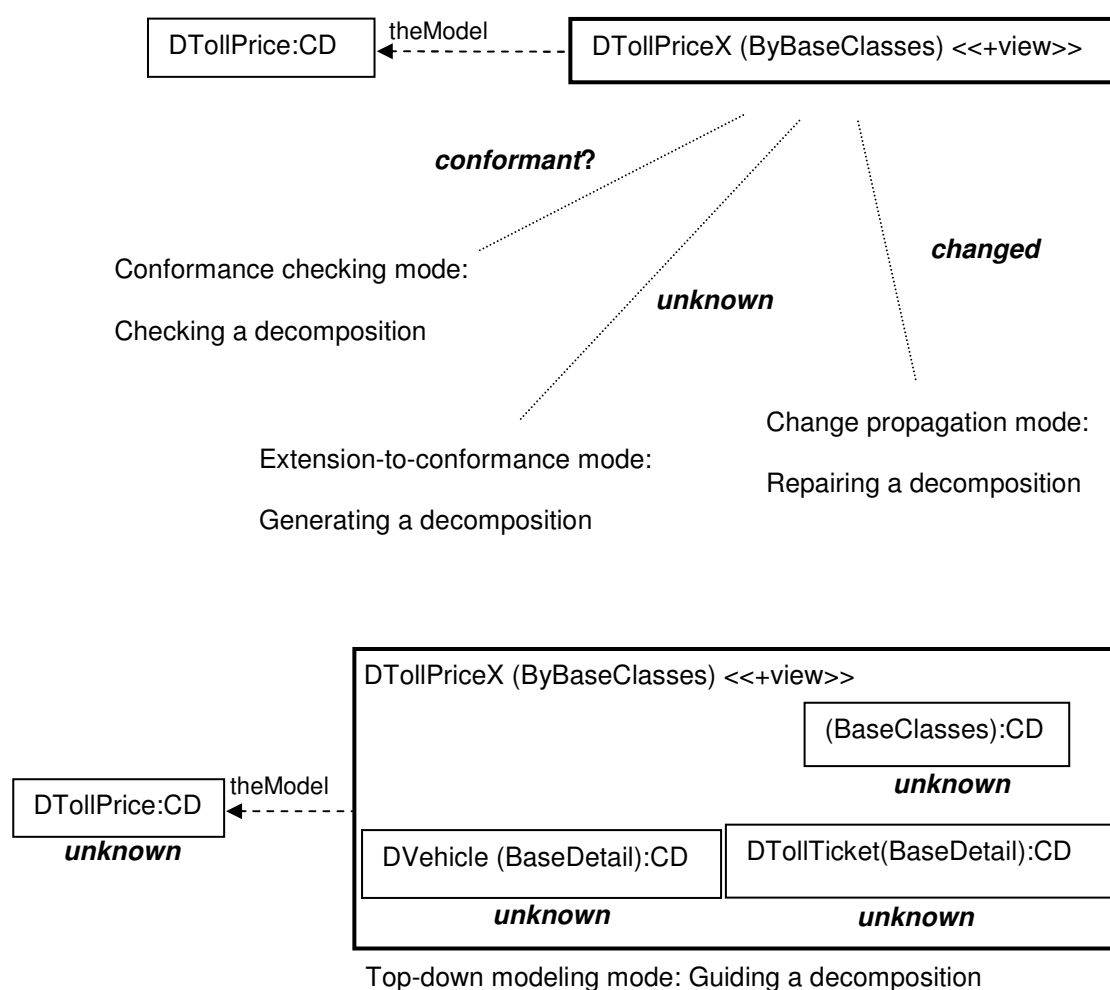 DTollPrice:CD
theModel
DTollPriceX (ByBaseClasses) <<+view>>
conformant?
changed
Conformance checking mode:
unknown
Checking a decomposition
Change propagation mode:
Extension-to-conformance mode:
Repairing a decomposition
Generating a decomposition
DTollPriceX (ByBaseClasses) <<+view>>
(BaseClasses):CD
unknown
DTollPrice:CD
theModel
unknown
DVehicle (BaseDetail):CD
DTollTicket(BaseDetail):CD
unknown
unknown
Top-down modeling mode: Guiding a decomposition